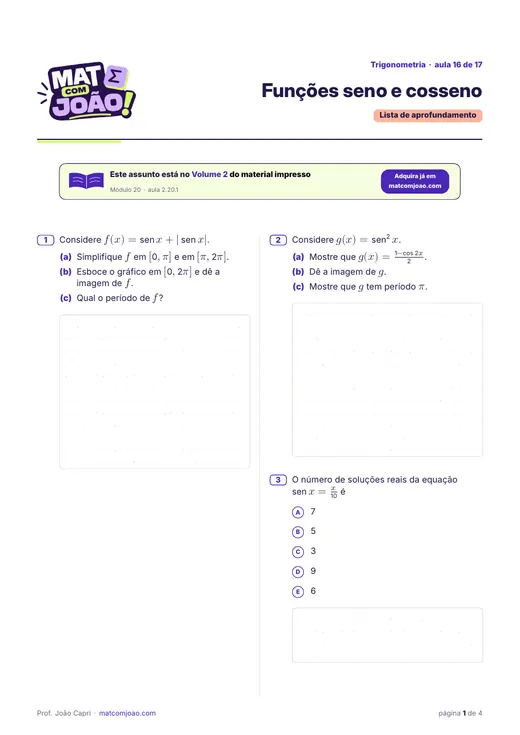 MAT
COM
JOÃO!
Σ
Trigonometria · aula 16 de 17
Funções seno e cosseno
Lista de aprofundamento
Este assunto está no Volume 2 do material impresso
Módulo 20 · aula 2.20.1
Adquira já em
matcomjoao.com
1 Considere f(x) = sen x + | sen x|.
(a) Simplifique f em [0, π] e em [π, 2π].
(b) Esboce o gráfico em [0, 2π] e dê a
imagem de f.
(c) Qual o período de f?
2 Considere g(x) = sen² x.
(a) Mostre que g(x) = (1−cos 2x)/2.
(b) Dê a imagem de g.
(c) Mostre que g tem período π.
3 O número de soluções reais da equação
sen x = x/10 é
A 7
B 5
C 3
D 9
E 6
Prof. João Capri · matcomjoao.com
página 1 de 4